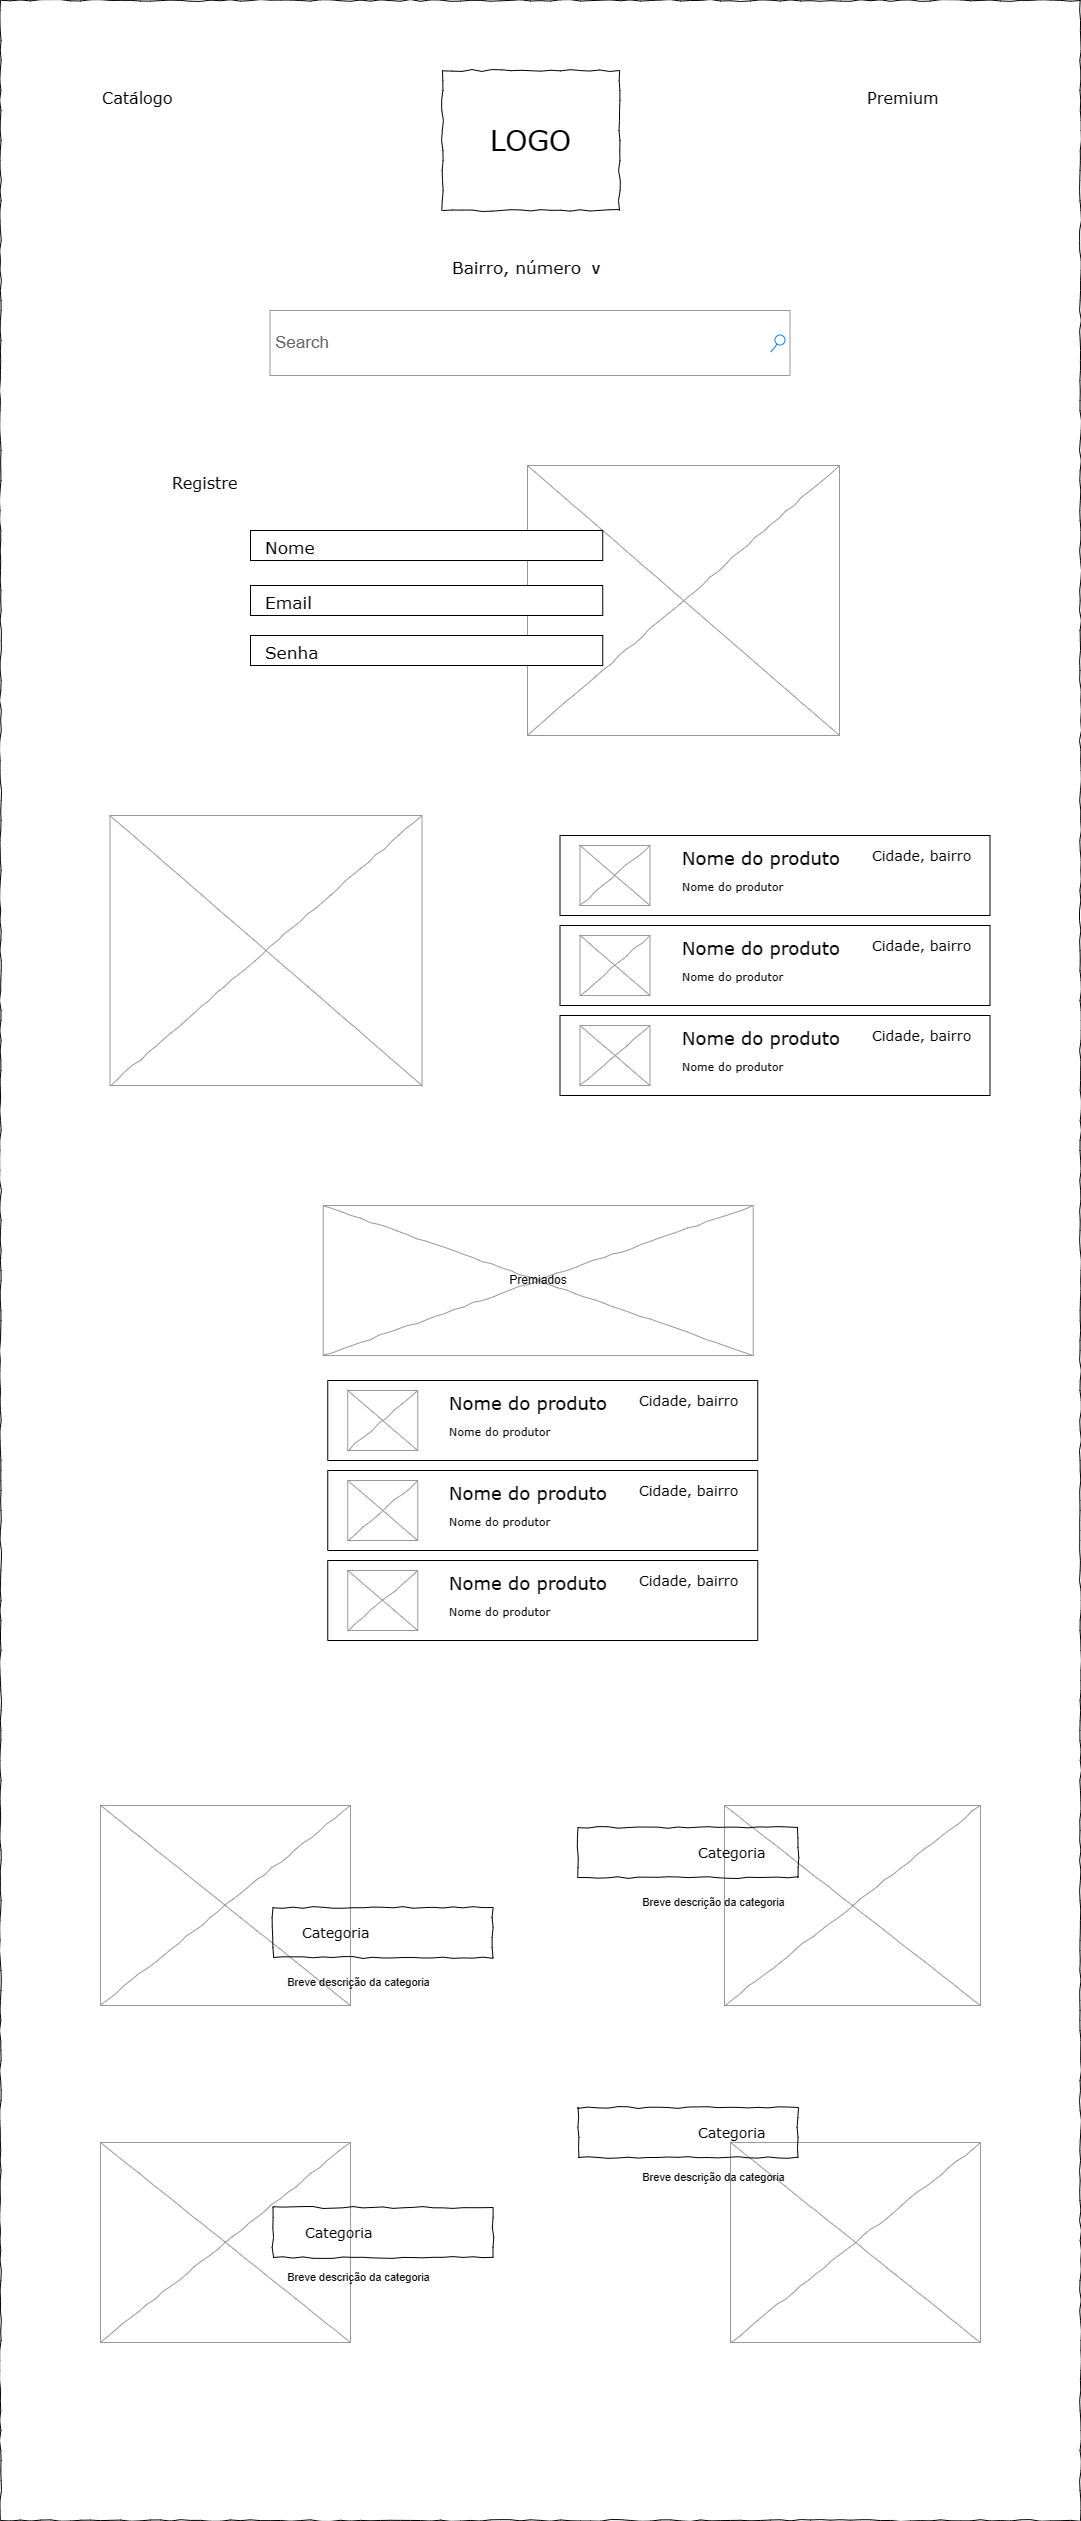 Catálogo
LOGO
Premium
Bairro, número ∨
Search
Registre
Nome
Email
Senha
Nome do produto
Cidade, bairro
Nome do produtor
Nome do produto
Cidade, bairro
Nome do produtor
Nome do produto
Cidade, bairro
Nome do produtor
Premiados
Nome do produto
Cidade, bairro
Nome do produtor
Nome do produto
Cidade, bairro
Nome do produtor
Nome do produto
Cidade, bairro
Nome do produtor
Categoria
Breve descrição da categoria
Categoria
Breve descrição da categoria
Categoria
Breve descrição da categoria
Categoria
Breve descrição da categoria